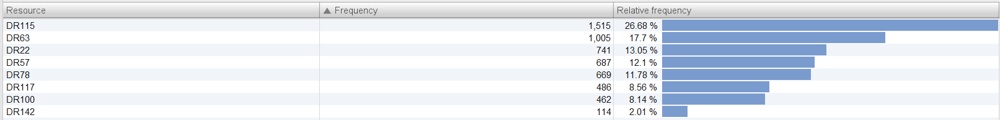 Resource Frequency Relative frequency
DR115 1,515 26.68 %
DR63 1,005 17.7 %
DR22 741 13.05 %
DR57 687 12.1 %
DR78 669 11.78 %
DR117 486 8.56 %
DR100 462 8.14 %
DR142 114 2.01 %